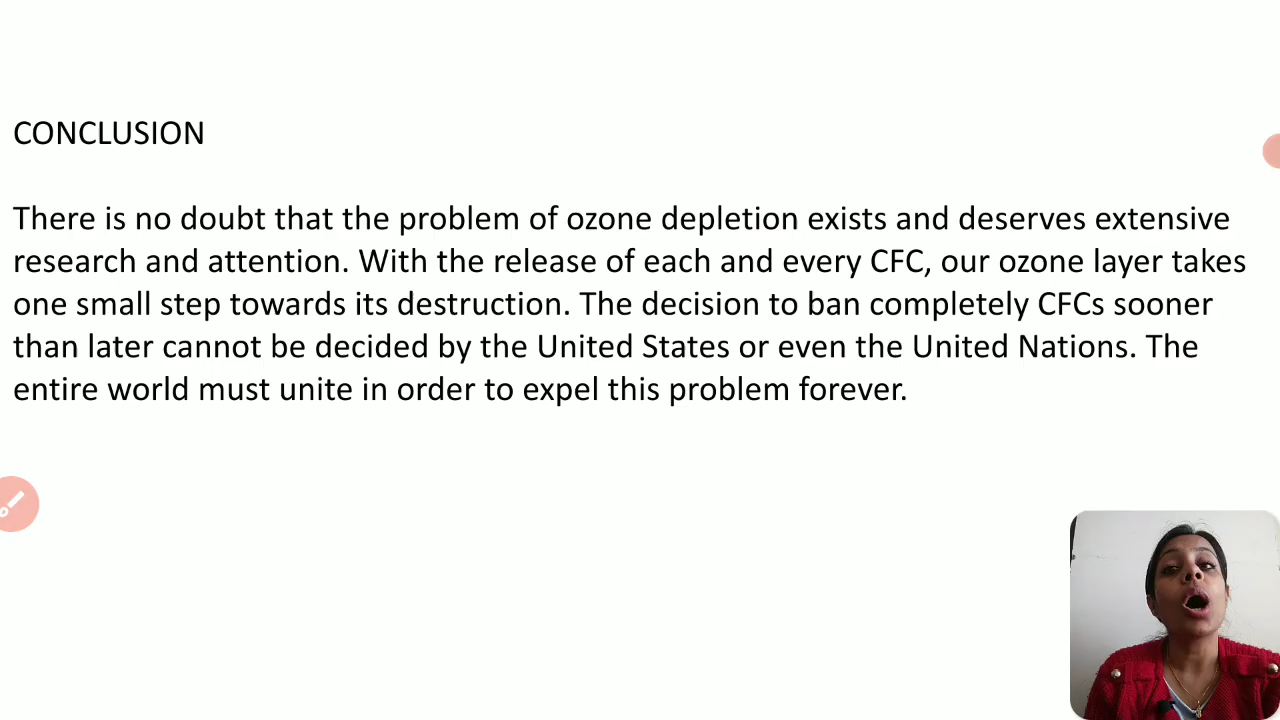 CONCLUSION
There is no doubt that the problem of ozone depletion exists and deserves extensive
research and attention. With the release of each and every CFC, our ozone layer takes
one small step towards its destruction. The decision to ban completely CFCs sooner
than later cannot be decided by the United States or even the United Nations. The
entire world must unite in order to expel this problem forever.